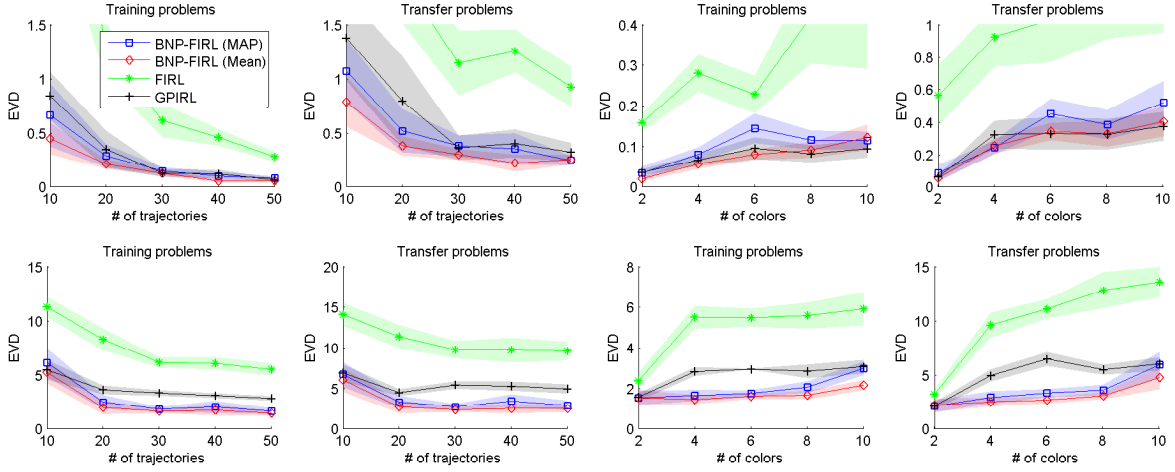 Training problems
EVD
1.5
1
0.5
0
10 20 30 40 50
# of trajectories
BNP-FIRL (MAP)
BNP-FIRL (Mean)
FIRL
GPIRL
Transfer problems
EVD
1.5
1
0.5
0
10 20 30 40 50
# of trajectories
Training problems
EVD
0.4
0.3
0.2
0.1
0
2 4 6 8 10
# of colors
Transfer problems
EVD
1
0.8
0.6
0.4
0.2
0
2 4 6 8 10
# of colors
Training problems
EVD
15
10
5
0
10 20 30 40 50
# of trajectories
Transfer problems
EVD
20
15
10
5
0
40 20 30 40 50
# of trajectories
Training problems
EVD
8
6
4
2
0
2 4 6 8 10
# of colors
Transfer problems
EVD
15
10
5
0
2 4 6 8 10
# of colors